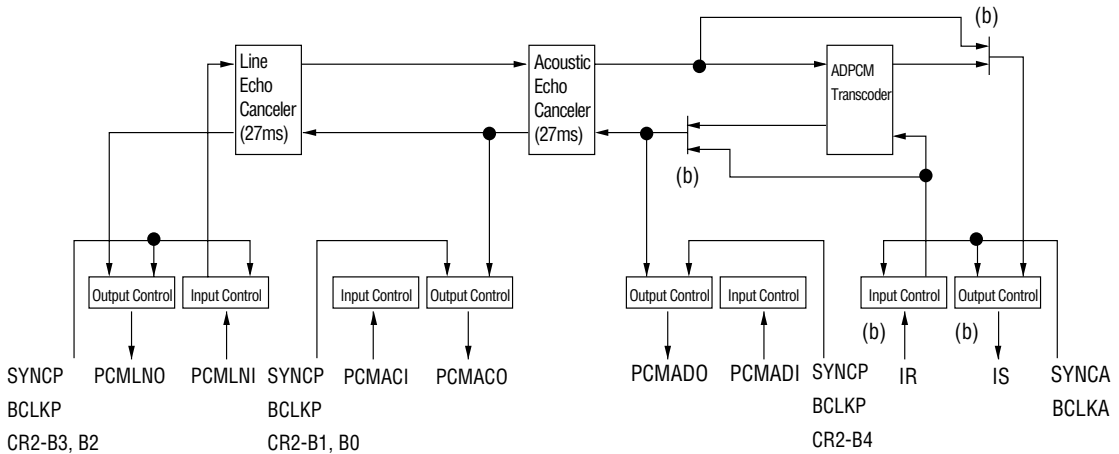 (b)
Line
Echo
Canceler
(27ms)
Acoustic
Echo
Canceler
(27ms)
ADPCM
Transcoder
(b)
Output Control
Input Control
Input Control
Output Control
Output Control
Input Control
Input Control
Output Control
(b)
(b)
SYNCP
BCLKP
CR2-B3, B2
PCMLNO
PCMLNI
SYNCP
BCLKP
CR2-B1, B0
PCMACI
PCMACO
PCMADO
PCMADI
SYNCP
BCLKP
CR2-B4
IR
IS
SYNCA
BCLKA